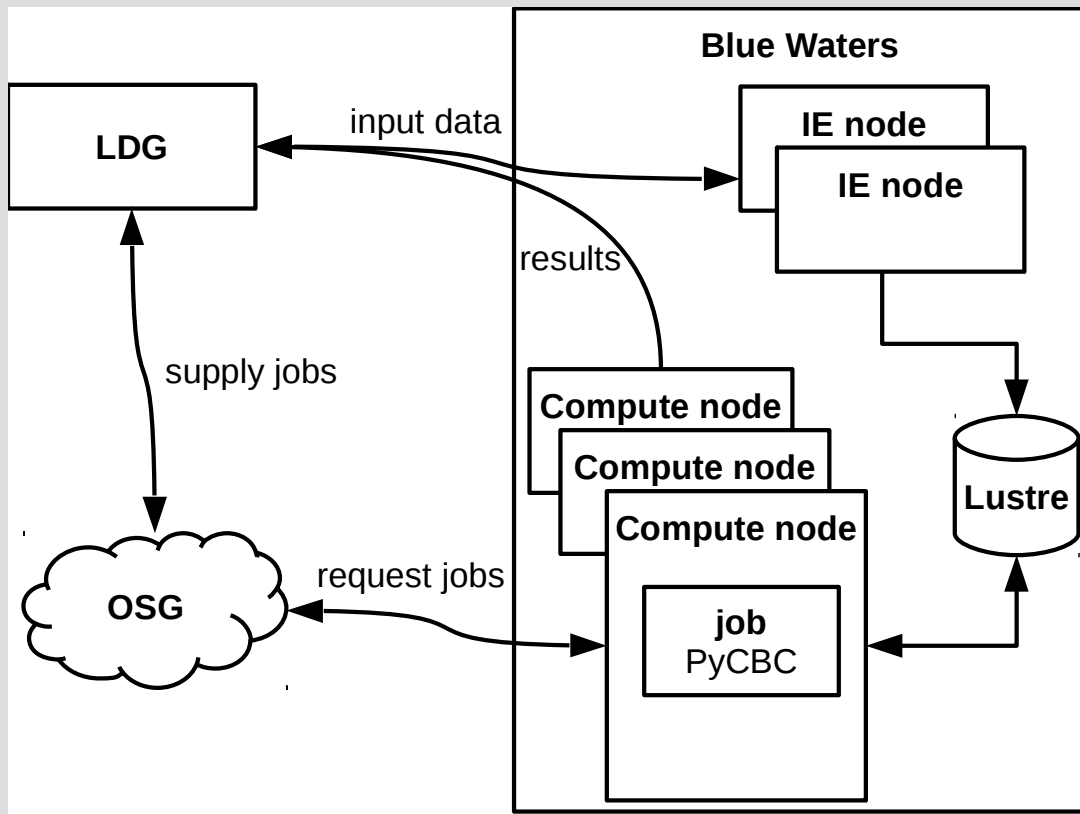 Blue Waters
LDG
input data
IE node
IE node
results
supply jobs
Compute node
Compute node
Compute node
Lustre
request jobs
OSG
job
PyCBC